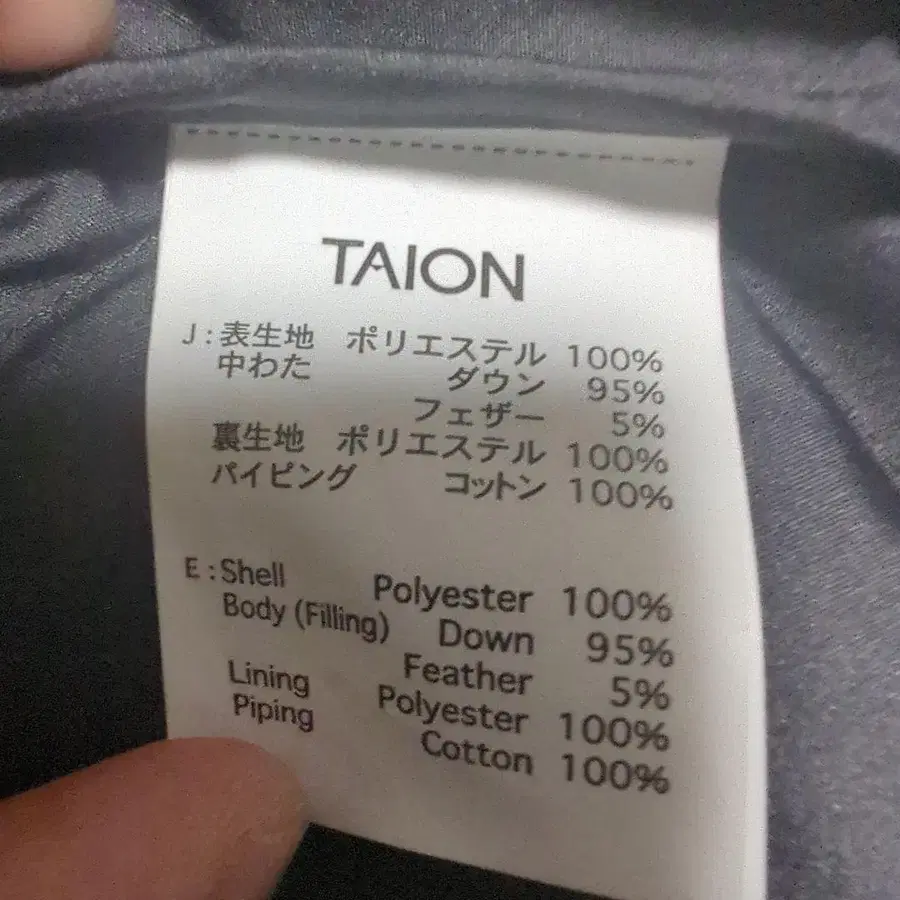 TAION
J:表生地 ポリエステル 100%
中わた ダウン 95%
フェザー 5%
裏生地 ポリエステル 100%
パイピング コットン 100%
E:Shell Polyester 100%
Body (Filling) Down 95%
Feather 5%
Lining Polyester 100%
Piping Cotton 100%